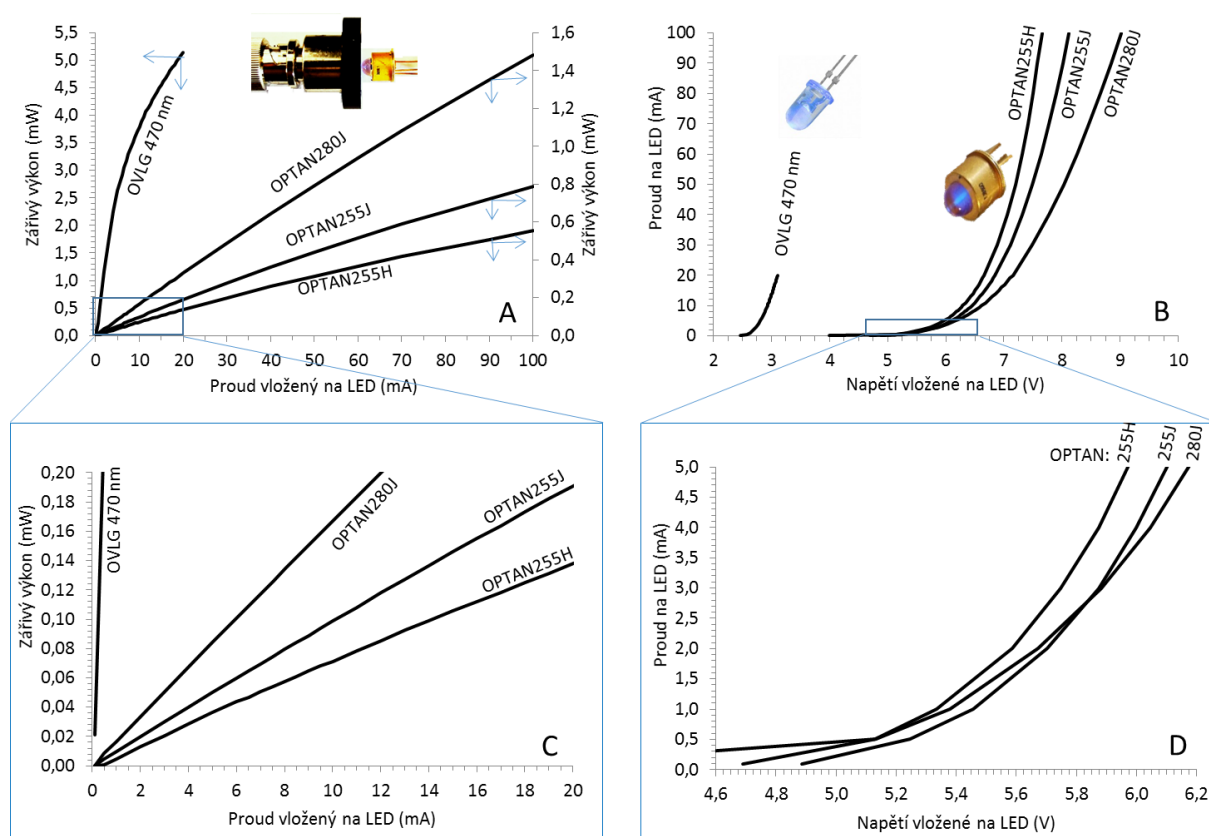 5,5
5,0
4,5
4,0
3,5
3,0
2,5
2,0
1,5
1,0
0,5
0,0
Zářivý výkon (mW)
0 10 20 30 40 50 60 70 80 90 100
Proud vložený na LED (mA)
1,6
1,4
1,2
1,0
0,8
0,6
0,4
0,2
0,0
Zářivý výkon (mW)
OVLG 470 nm
OPTAN280J
OPTAN255J
OPTAN255H
A
100
90
80
70
60
50
40
30
20
10
0
Proud na LED (mA)
2 3 4 5 6 7 8 9 10
Napětí vložené na LED (V)
OVLG 470 nm
OPTAN255H
OPTAN255J
OPTAN280J
B
0,20
0,18
0,16
0,14
0,12
0,10
0,08
0,06
0,04
0,02
0,00
Zářivý výkon (mW)
0 2 4 6 8 10 12 14 16 18 20
Proud vložený na LED (mA)
OVLG 470 nm
OPTAN280J
OPTAN255J
OPTAN255H
C
5,0
4,5
4,0
3,5
3,0
2,5
2,0
1,5
1,0
0,5
0,0
Proud na LED (mA)
4,6 4,8 5,0 5,2 5,4 5,6 5,8 6,0 6,2
Napětí vložené na LED (V)
OPTAN:
255H
255J
280J
D